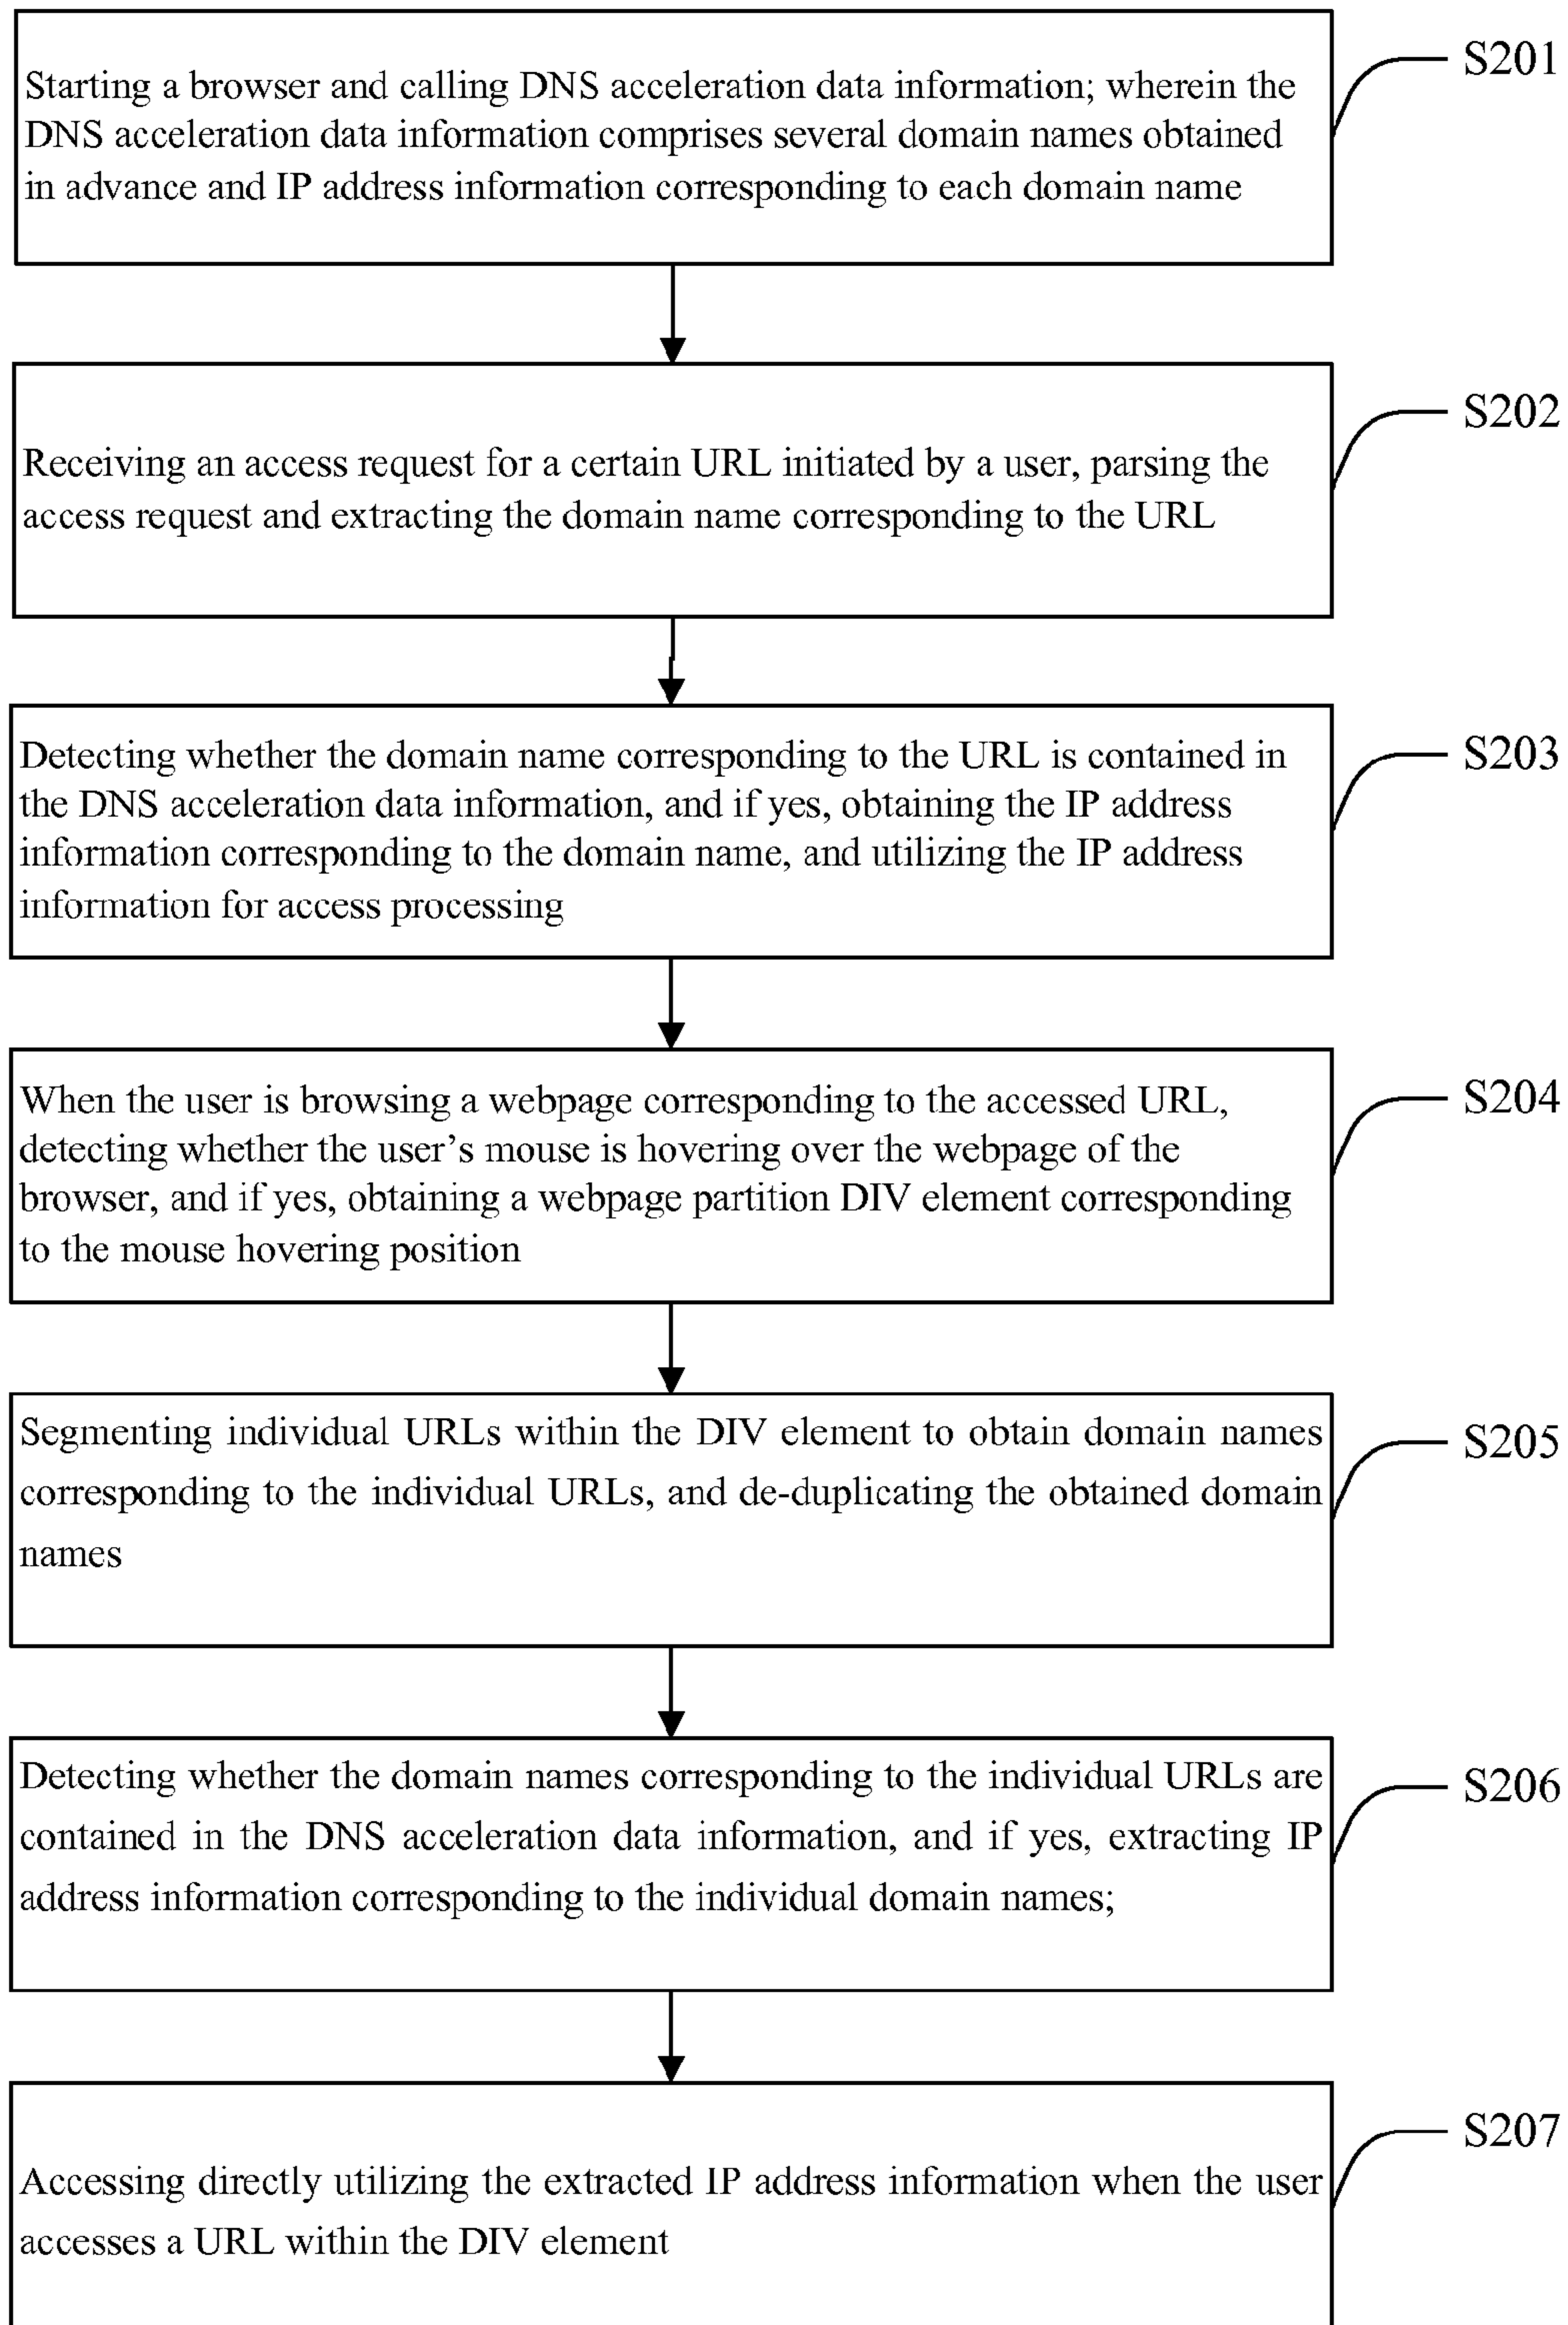 Starting a browser and calling DNS acceleration data information; wherein the
DNS acceleration data information comprises several domain names obtained
in advance and IP address information corresponding to each domain name
S201
Receiving an access request for a certain URL initiated by a user, parsing the
access request and extracting the domain name corresponding to the URL
S202
Detecting whether the domain name corresponding to the URL is contained in
the DNS acceleration data information, and if yes, obtaining the IP address
information corresponding to the domain name, and utilizing the IP address
information for access processing
S203
When the user is browsing a webpage corresponding to the accessed URL,
detecting whether the user’s mouse is hovering over the webpage of the
browser, and if yes, obtaining a webpage partition DIV element corresponding
to the mouse hovering position
S204
Segmenting individual URLs within the DIV element to obtain domain names
corresponding to the individual URLs, and de-duplicating the obtained domain
names
S205
Detecting whether the domain names corresponding to the individual URLs are
contained in the DNS acceleration data information, and if yes, extracting IP
address information corresponding to the individual domain names;
S206
Accessing directly utilizing the extracted IP address information when the user
accesses a URL within the DIV element
S207